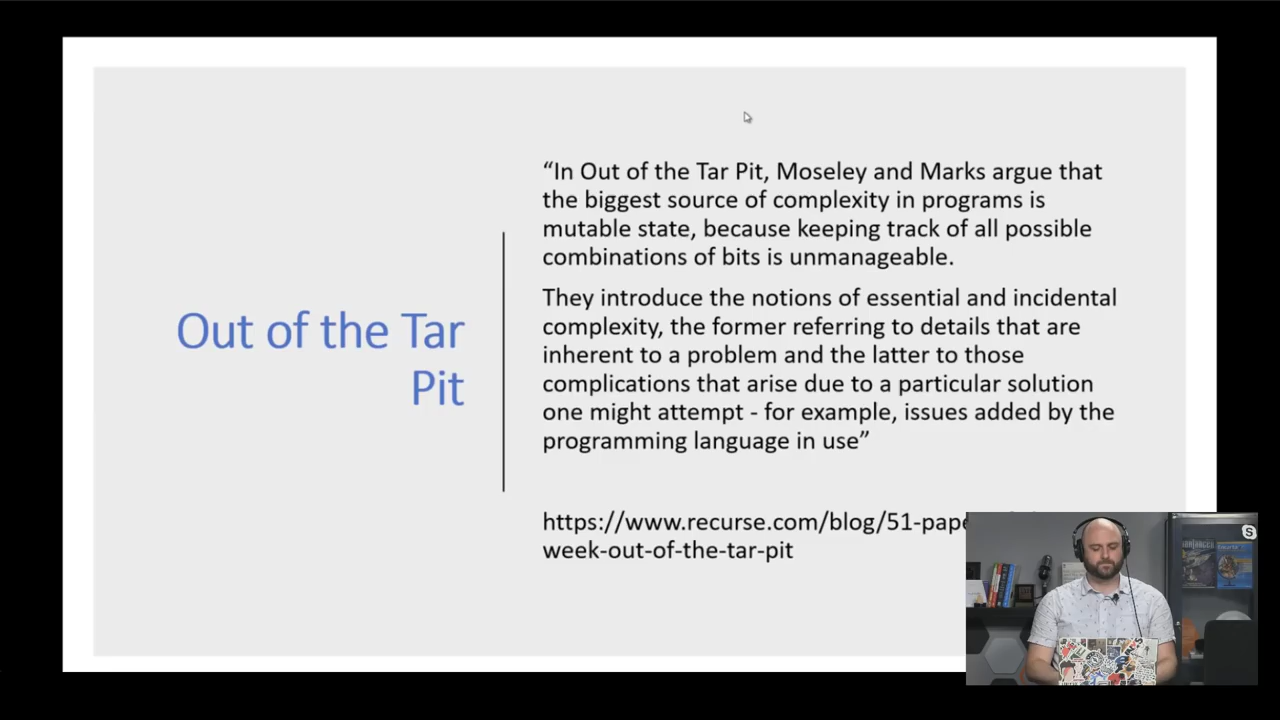 Out of the Tar
Pit
“In Out of the Tar Pit, Moseley and Marks argue that
the biggest source of complexity in programs is
mutable state, because keeping track of all possible
combinations of bits is unmanageable.
They introduce the notions of essential and incidental
complexity, the former referring to details that are
inherent to a problem and the latter to those
complications that arise due to a particular solution
one might attempt - for example, issues added by the
programming language in use”
https://www.recurse.com/blog/51-pape
week-out-of-the-tar-pit
S